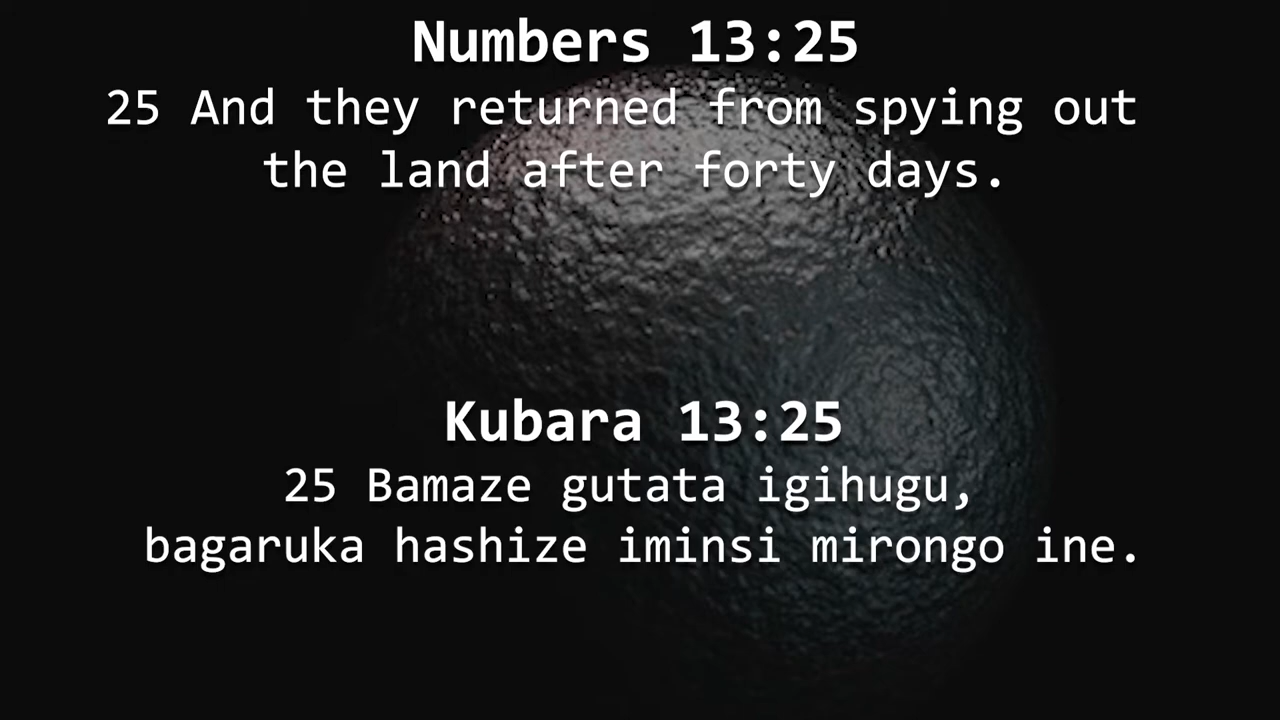 Numbers 13:25
25 And they returned from spying out
the land after forty days.
Kubara 13:25
25 Bamaze gutata igihugu,
bagaruka hashize iminsi mirongo ine.